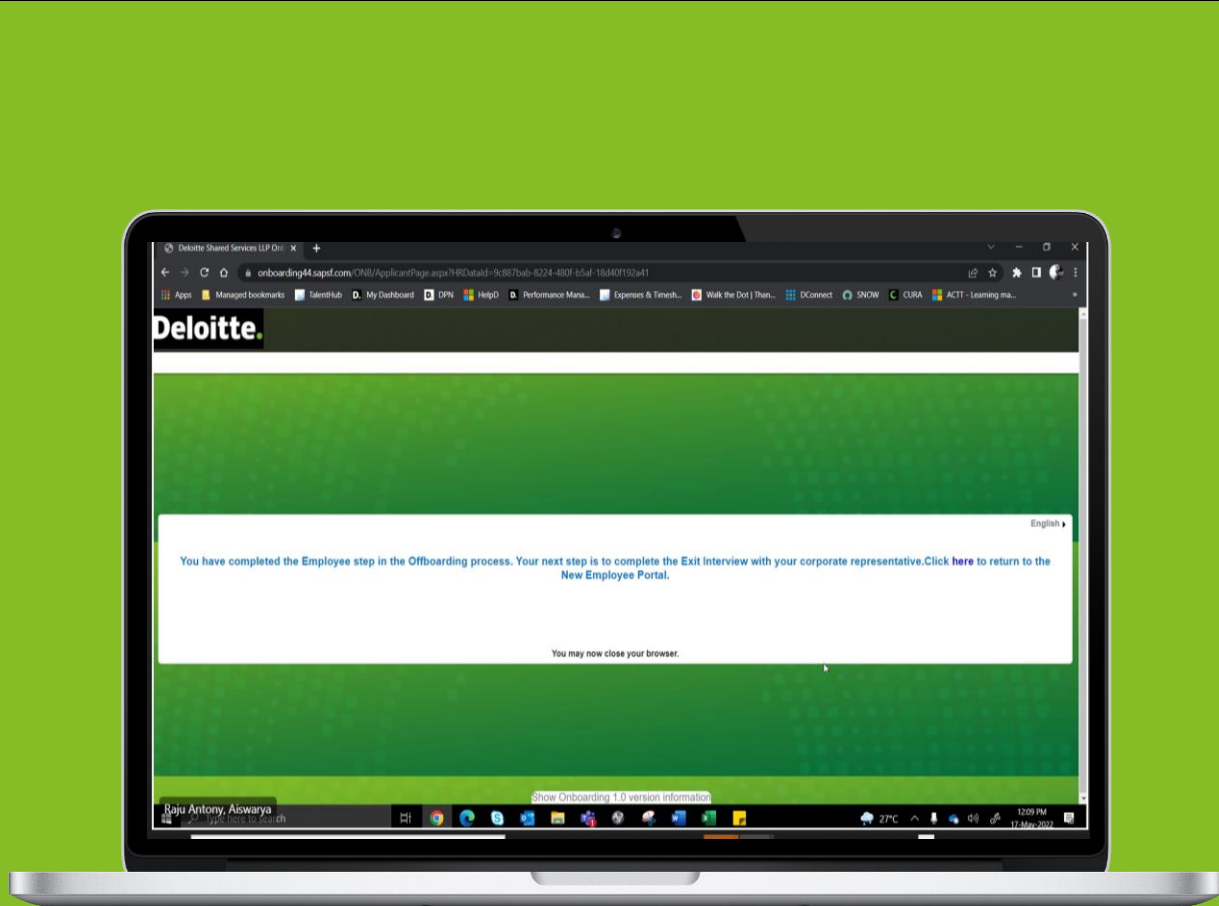 Deloitte Shared Services LLP On
onboarding44.sapsf.com/ONB/ApplicantPage.aspx?HRDataId=9c887bab-8224-480f-b5af-18d40f192a41
Apps Managed bookmarks TalentHub D. My Dashboard D. DPN HelpD D. Performance Mana... Expenses & Timesh... Walk the Dot | Than... DConnect SNOW C CURA ACTT - Learning ma... »
Deloitte.
English
You have completed the Employee step in the Offboarding process. Your next step is to complete the Exit Interview with your corporate representative.Click here to return to the
New Employee Portal.
You may now close your browser.
Show Onboarding 1.0 version information
Raju Antony, Aiswarya
Type here to search
27°C
12:09 PM
17-May-2022